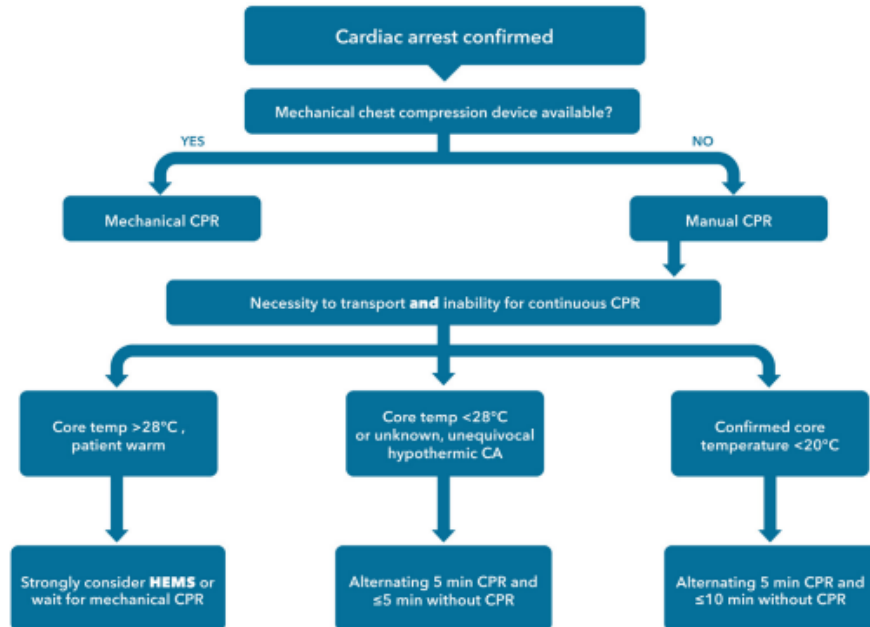 Cardiac arrest confirmed
Mechanical chest compression device available?
YES
NO
Mechanical CPR
Manual CPR
Necessity to transport and inability for continuous CPR
Core temp >28°C ,
patient warm
Core temp <28°C
or unknown, unequivocal
hypothermic CA
Confirmed core
temperature <20°C
Strongly consider HEMS or
wait for mechanical CPR
Alternating 5 min CPR and
≤5 min without CPR
Alternating 5 min CPR and
≤10 min without CPR